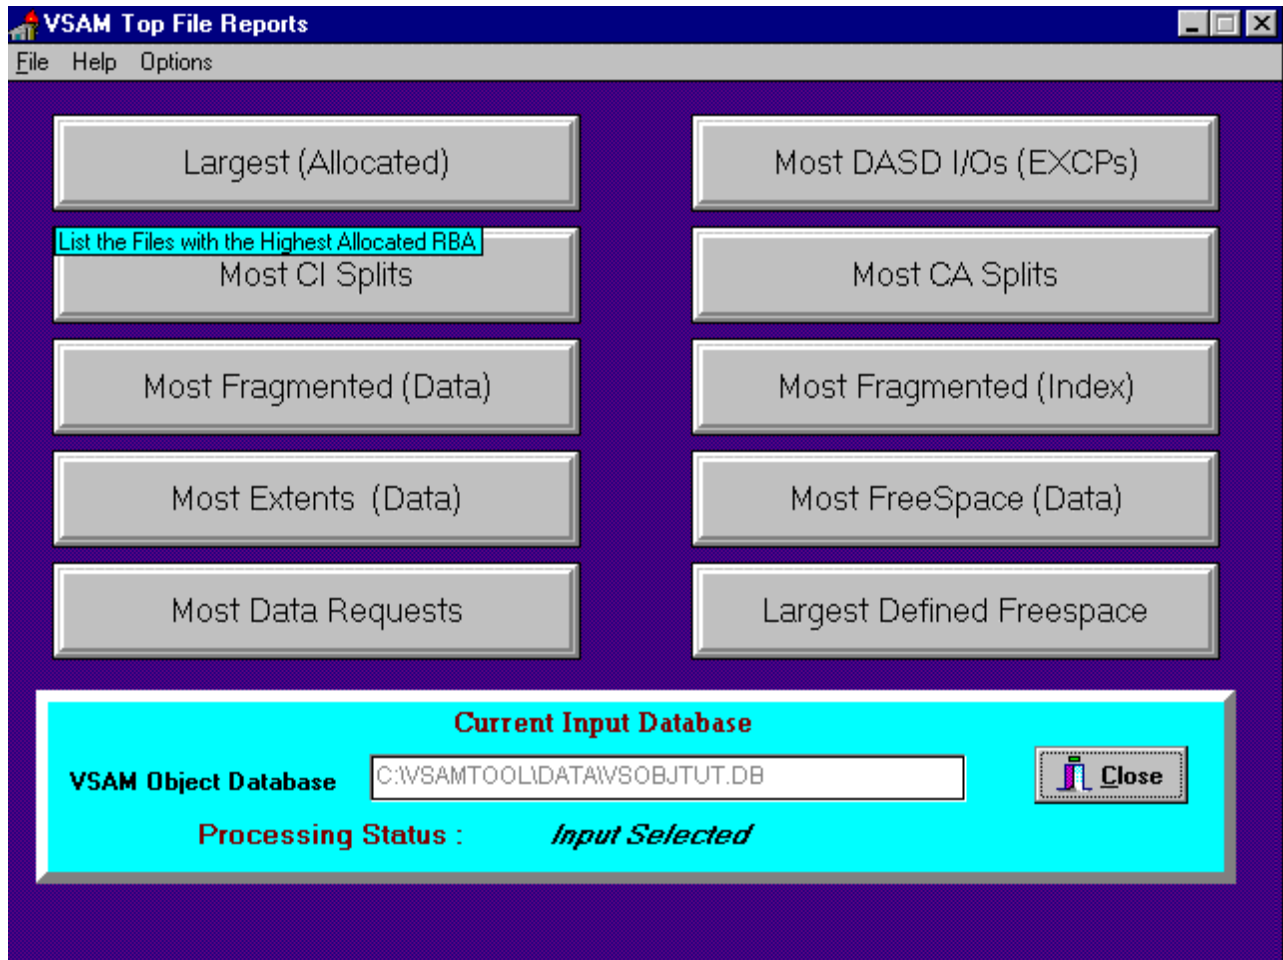 VSAM Top File Reports
File Help Options
Largest (Allocated)
Most DASD I/Os (EXCPs)
List the Files with the Highest Allocated RBA
Most CI Splits
Most CA Splits
Most Fragmented (Data)
Most Fragmented (Index)
Most Extents (Data)
Most FreeSpace (Data)
Most Data Requests
Largest Defined Freespace
Current Input Database
VSAM Object Database
C:\VSAMTOOL\DATA\VSOBJTUT.DB
Close
Processing Status : Input Selected